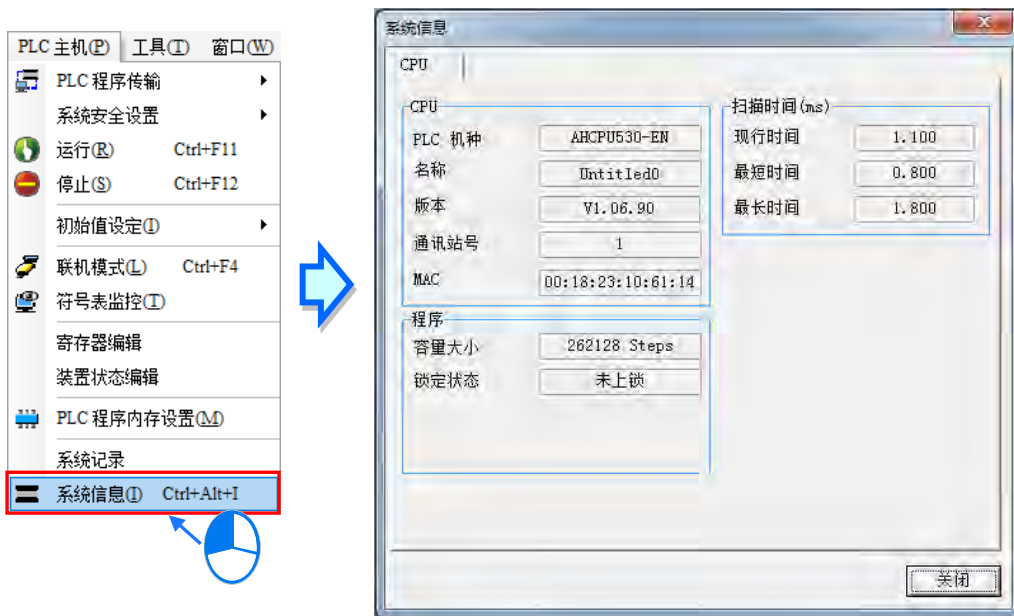 PLC 主机(P) 工具(T) 窗口(W)
PLC 程序传输
系统安全设置
运行(R) Ctrl+F11
停止(S) Ctrl+F12
初始值设定(I)
联机模式(L) Ctrl+F4
符号表监控(T)
寄存器编辑
装置状态编辑
PLC 程序内存设置(M)
系统记录
系统信息(I) Ctrl+Alt+I
系统信息
CPU
CPU
PLC 机种 AHCPU530-EN
名称 Untitled0
版本 V1.06.90
通讯站号 1
MAC 00:18:23:10:61:14
程序
容量大小 262128 Steps
锁定状态 未上锁
扫描时间(ms)
现行时间 1.100
最短时间 0.800
最长时间 1.800
关闭